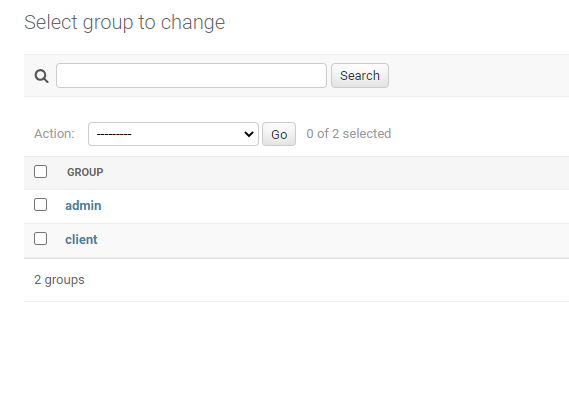 Select group to change
Search
Action: --------- Go 0 of 2 selected
GROUP
admin
client
2 groups